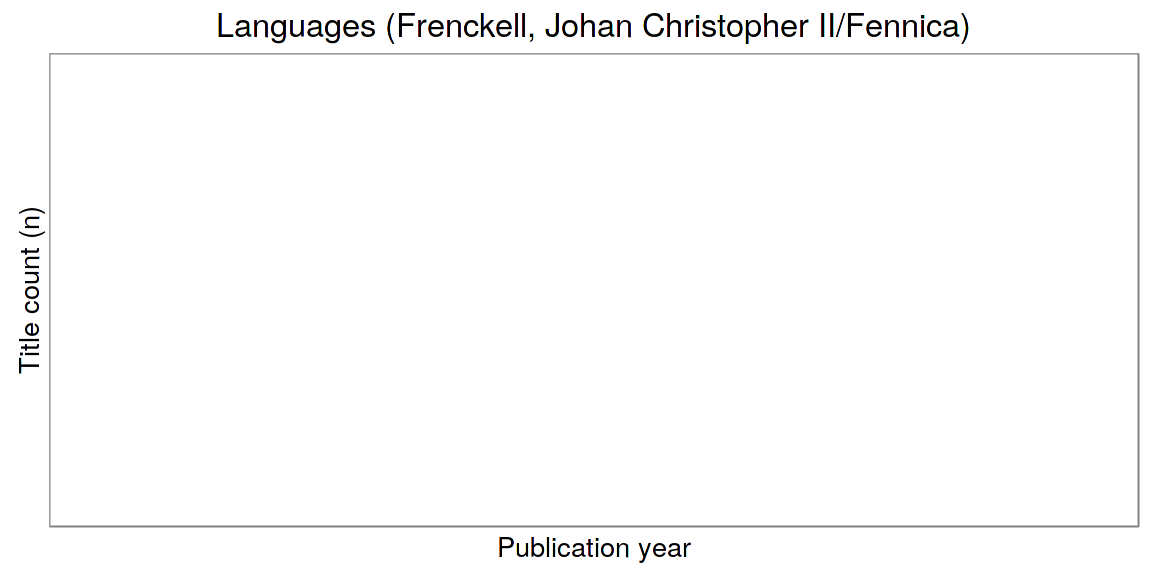 Languages (Frenckell, Johan Christopher II/Fennica)
Title count (n)
Publication year